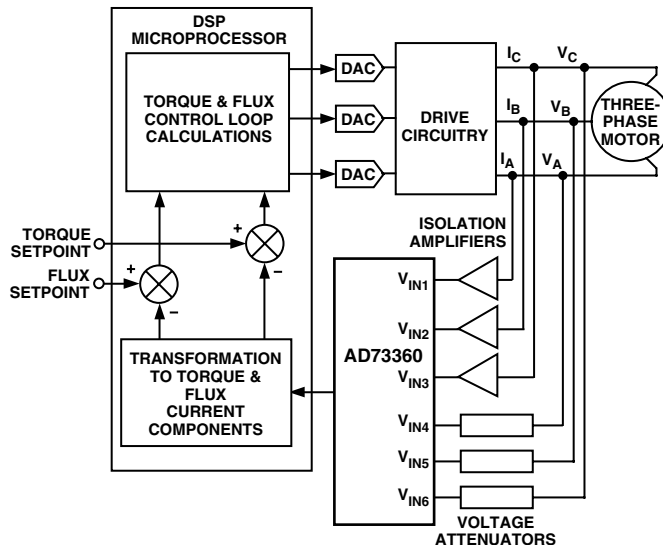 DSP
MICROPROCESSOR
TORQUE & FLUX
CONTROL LOOP
CALCULATIONS
DAC
DAC
DAC
DRIVE
CIRCUITRY
IC
VC
IB
VB
IA
VA
THREE-
PHASE
MOTOR
TORQUE
SETPOINT
+
–
FLUX
SETPOINT
+
–
ISOLATION
AMPLIFIERS
TRANSFORMATION
TO TORQUE &
FLUX
CURRENT
COMPONENTS
AD73360
VIN1
VIN2
VIN3
VIN4
VIN5
VIN6
VOLTAGE
ATTENUATORS